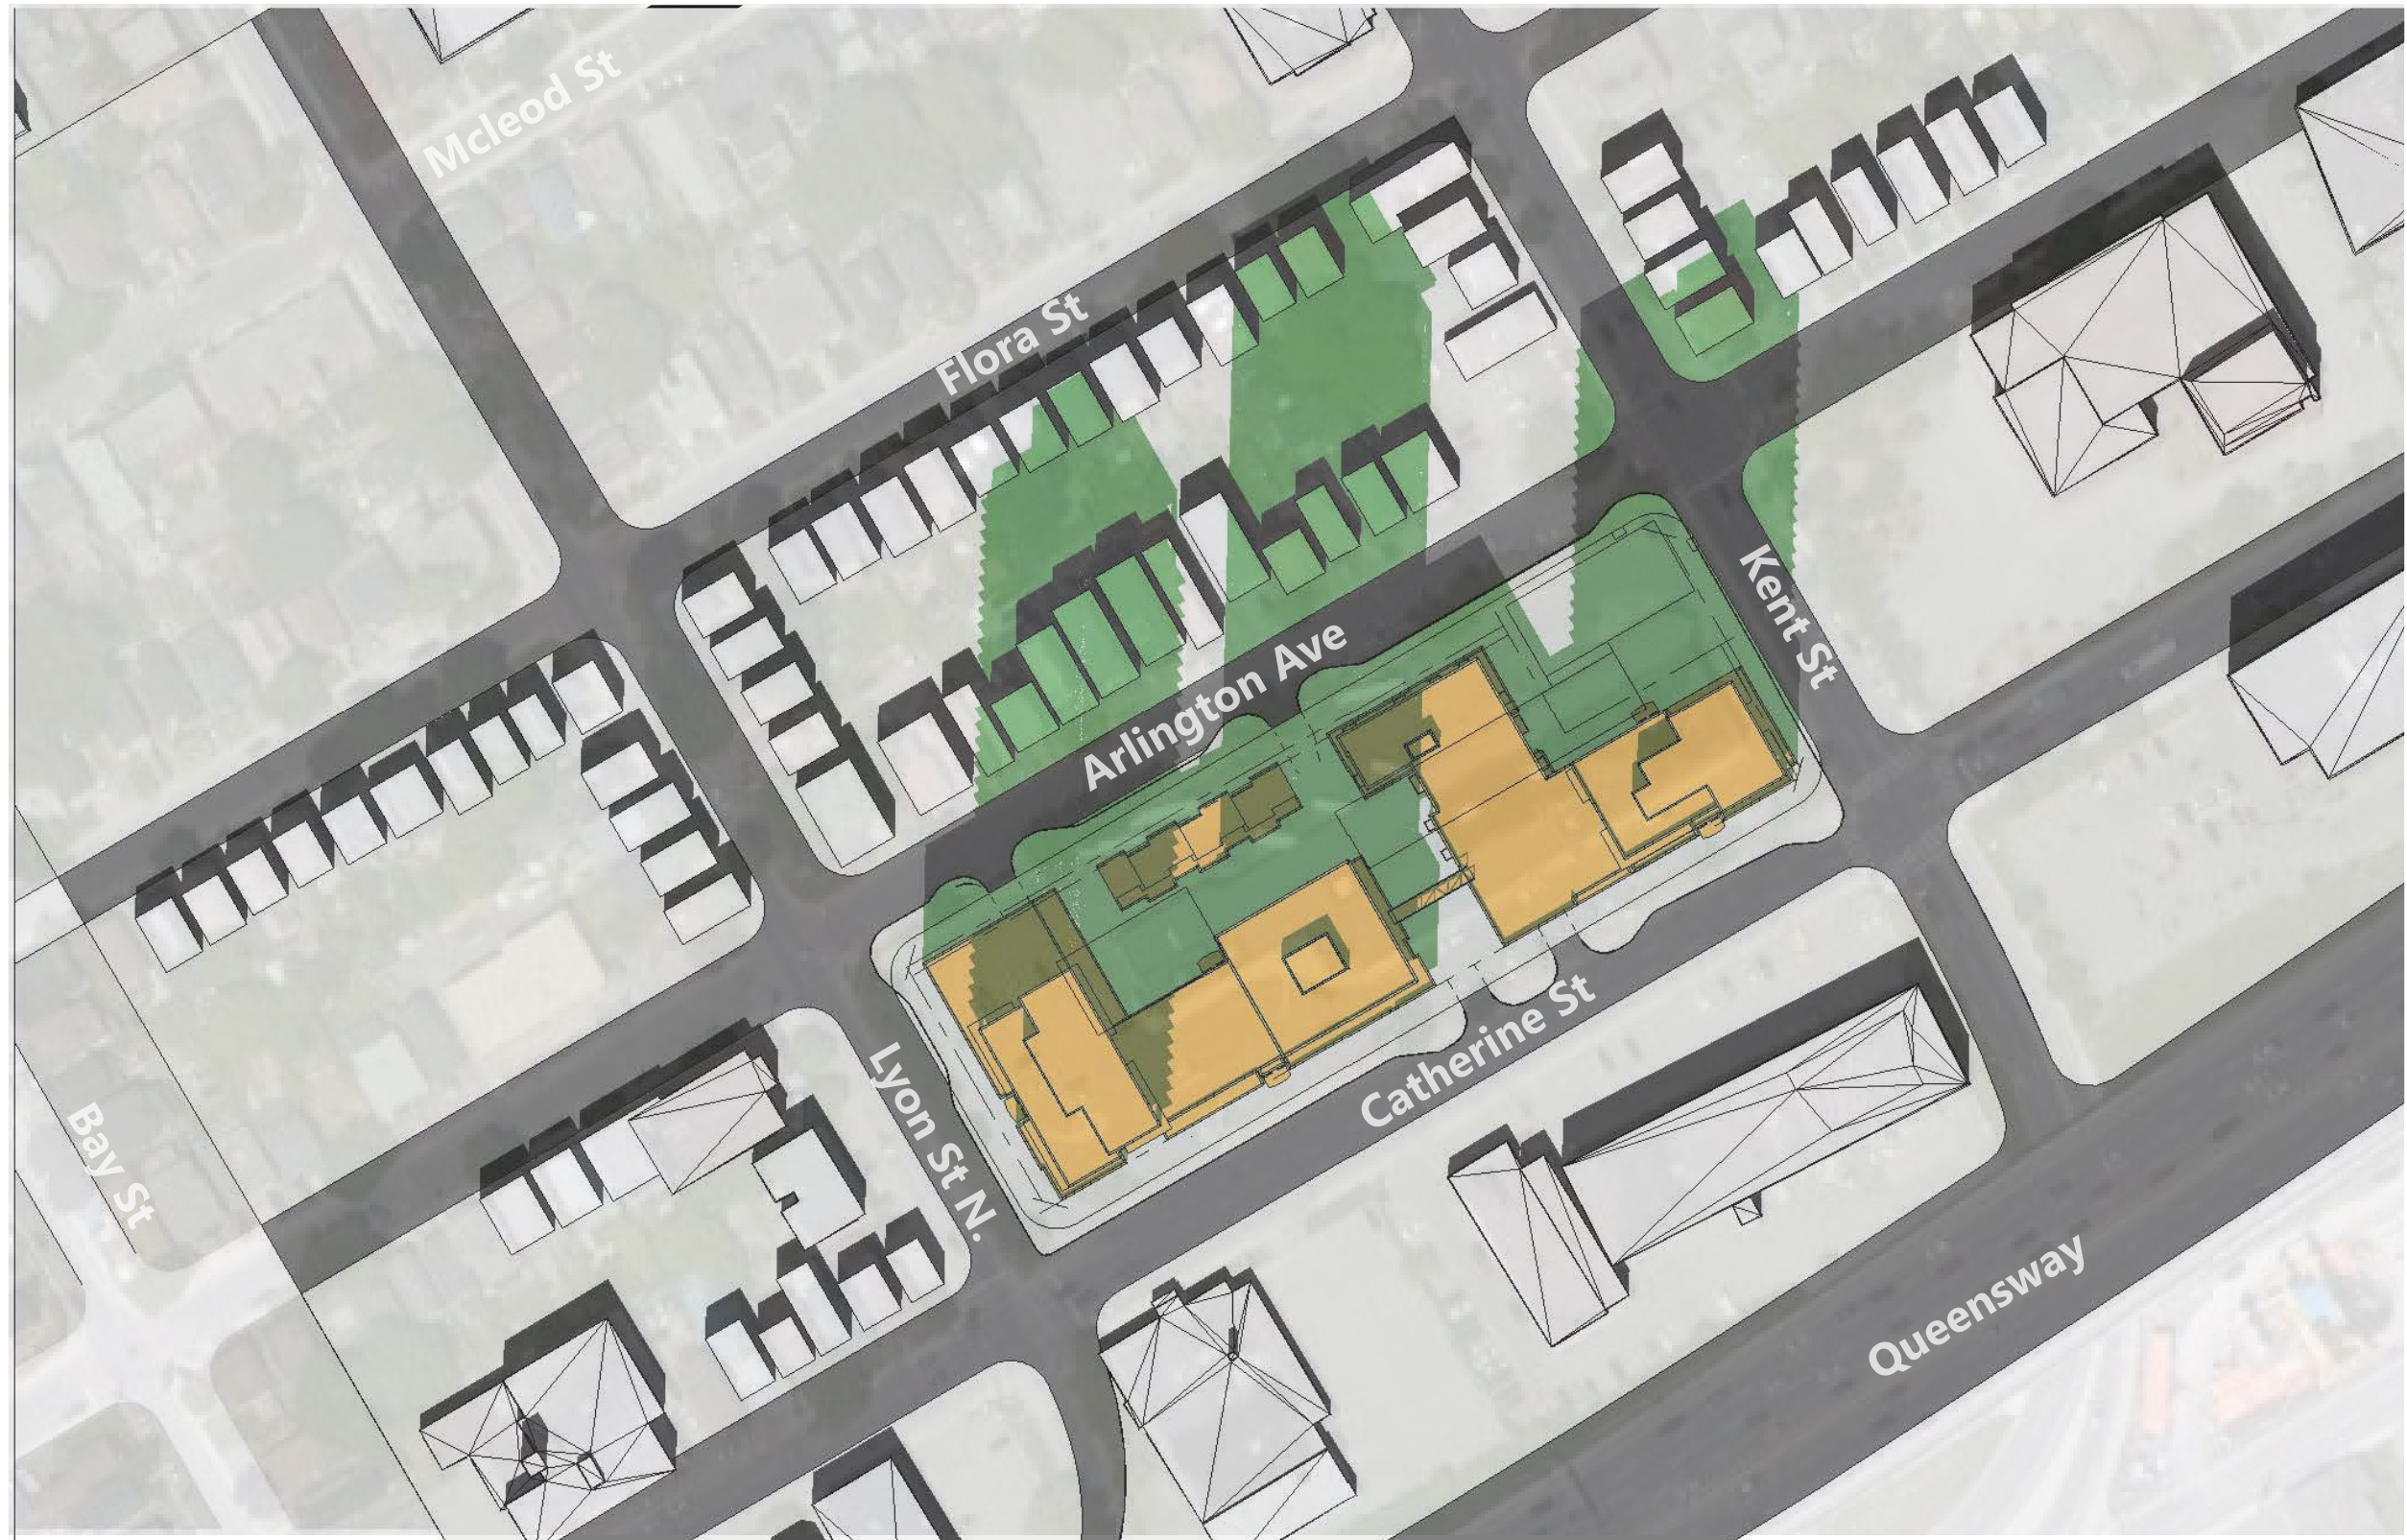 Mcleod St
Flora St
Kent St
Arlington Ave
Catherine St
Lyon St N.
Bay St
Queensway